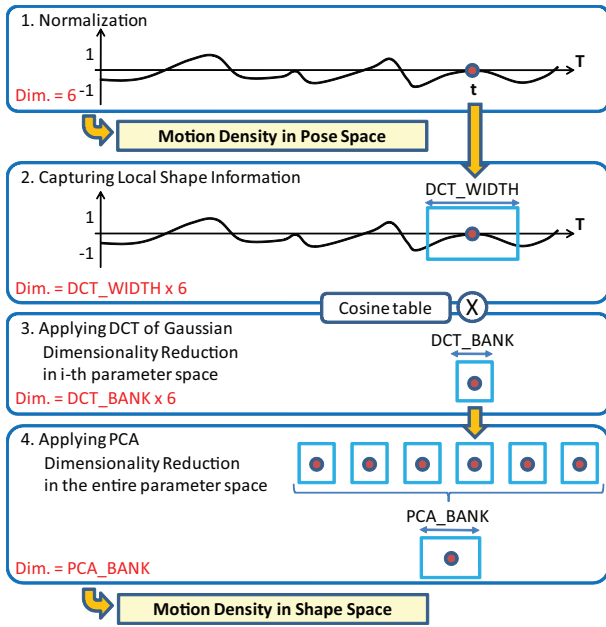 1. Normalization
1
-1
T
t
Dim. = 6
Motion Density in Pose Space
2. Capturing Local Shape Information
DCT_WIDTH
1
-1
T
Dim. = DCT_WIDTH x 6
Cosine table X
3. Applying DCT of Gaussian
Dimensionality Reduction
in i-th parameter space
DCT_BANK
Dim. = DCT_BANK x 6
4. Applying PCA
Dimensionality Reduction
in the entire parameter space
PCA_BANK
Dim. = PCA_BANK
Motion Density in Shape Space